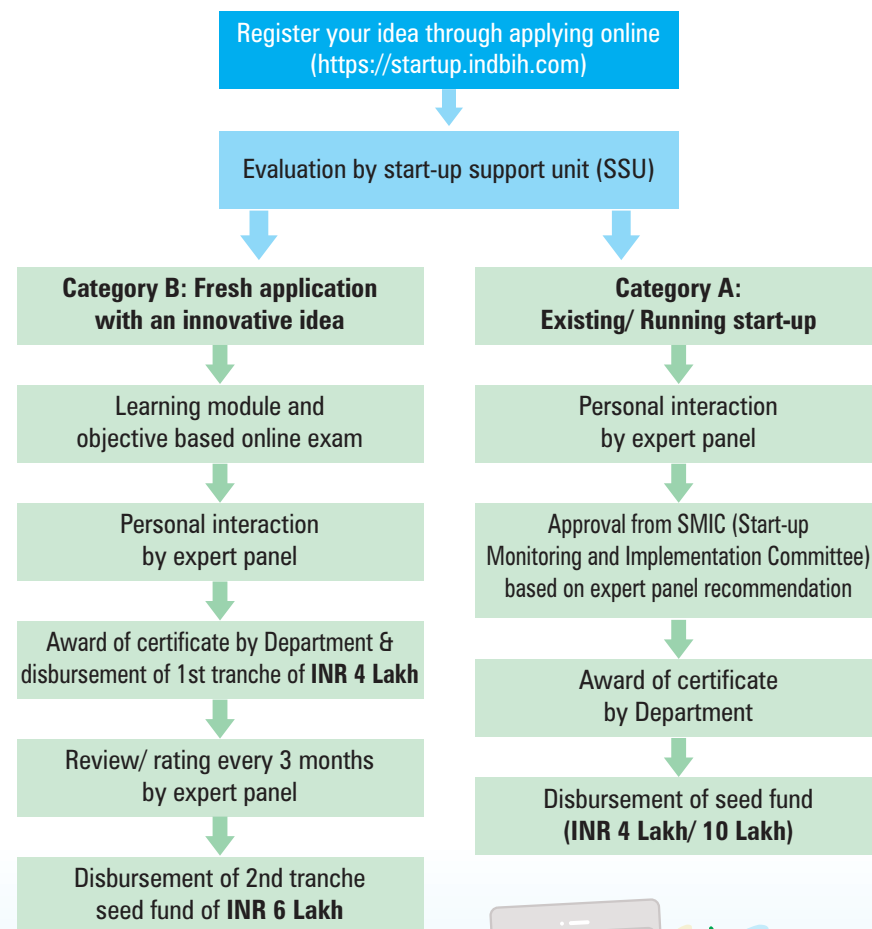 Register your idea through applying online
(https://startup.indbih.com)
Evaluation by start-up support unit (SSU)
Category B: Fresh application
with an innovative idea
Learning module and
objective based online exam
Personal interaction
by expert panel
Award of certificate by Department &
disbursement of 1st tranche of INR 4 Lakh
Review/ rating every 3 months
by expert panel
Disbursement of 2nd tranche
seed fund of INR 6 Lakh
Category A:
Existing/ Running start-up
Personal interaction
by expert panel
Approval from SMIC (Start-up
Monitoring and Implementation Committee)
based on expert panel recommendation
Award of certificate
by Department
Disbursement of seed fund
(INR 4 Lakh/ 10 Lakh)